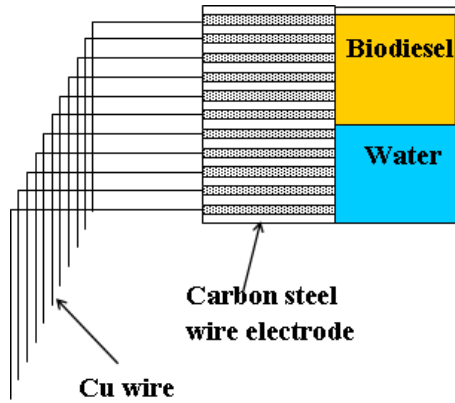 Biodiesel
Water
Carbon steel
wire electrode
Cu wire